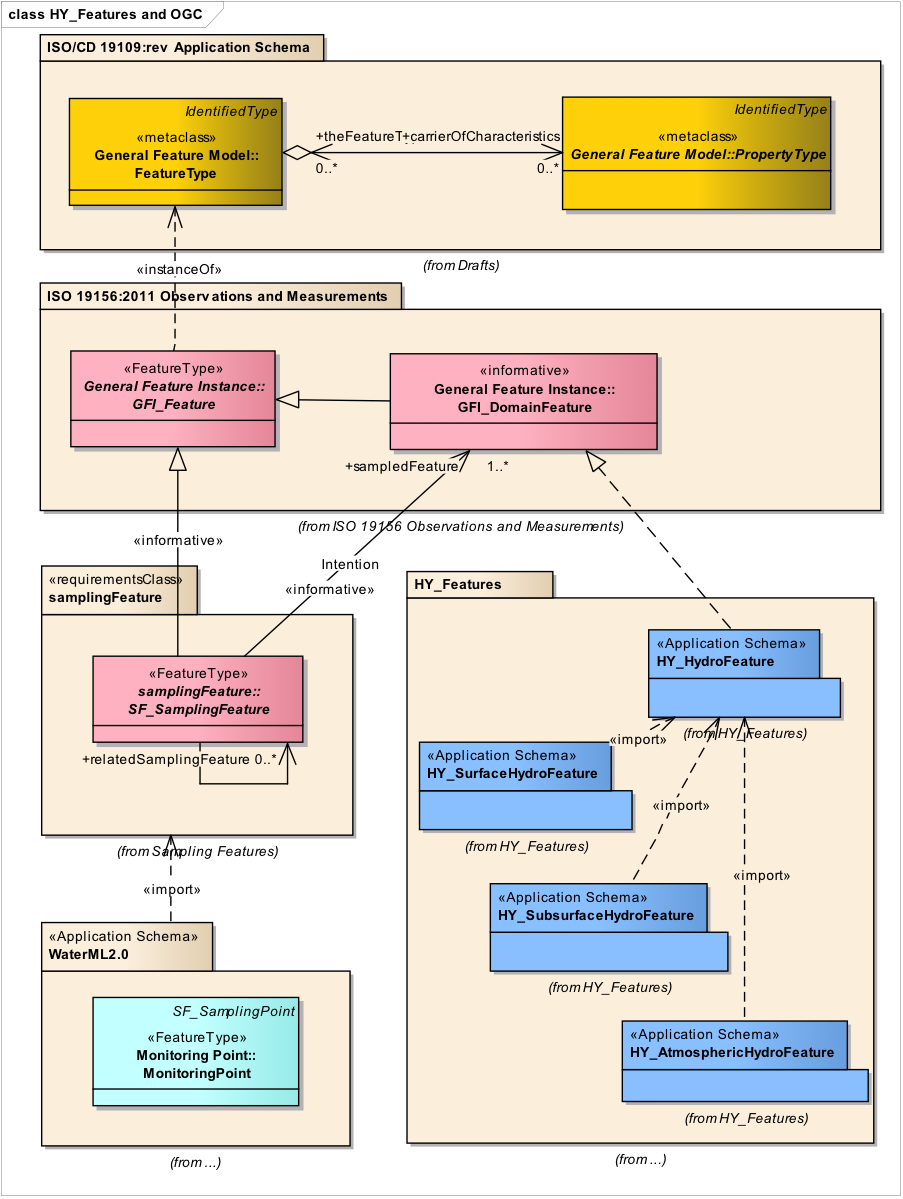 class HY_Features and OGC
ISO/CD 19109:rev Application Schema
IdentifiedType
«metaclass»
General Feature Model::
FeatureType
+theFeatureT
+carrierOfCharacteristics
0..*
0..*
IdentifiedType
«metaclass»
General Feature Model::PropertyType
(from Drafts)
«instanceOf»
ISO 19156:2011 Observations and Measurements
«FeatureType»
General Feature Instance::
GFI_Feature
«informative»
General Feature Instance::
GFI_DomainFeature
+sampledFeature
1..*
(from ISO 19156 Observations and Measurements)
«informative»
Intention
«informative»
«requirementsClass»
samplingFeature
«FeatureType»
samplingFeature::
SF_SamplingFeature
+relatedSamplingFeature 0..*
(from Sampling Features)
«import»
«Application Schema»
WaterML2.0
SF_SamplingPoint
«FeatureType»
Monitoring Point::
MonitoringPoint
(from ...)
HY_Features
«Application Schema»
HY_HydroFeature
(from HY_Features)
«import»
«Application Schema»
HY_SurfaceHydroFeature
(from HY_Features)
«import»
«import»
«Application Schema»
HY_SubsurfaceHydroFeature
(from HY_Features)
«Application Schema»
HY_AtmosphericHydroFeature
(from HY_Features)
(from ...)